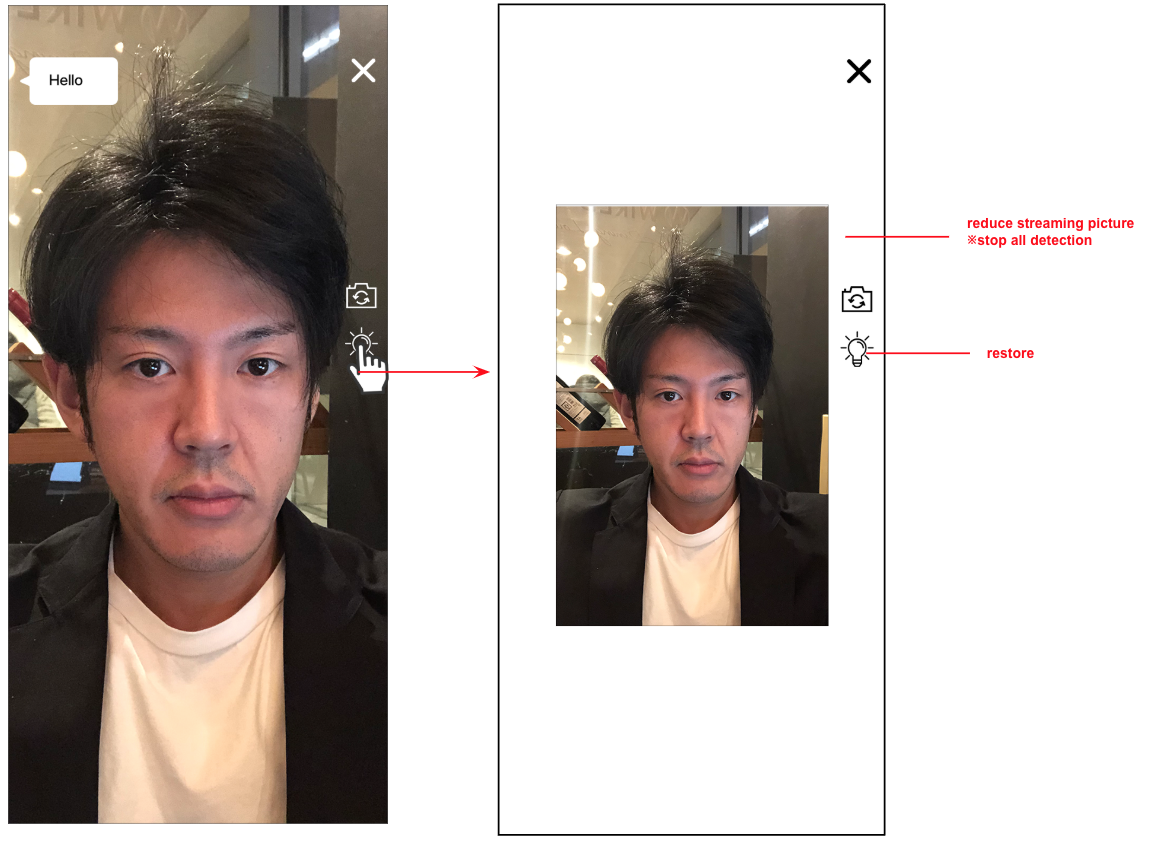 Hello
reduce streaming picture
※stop all detection
restore